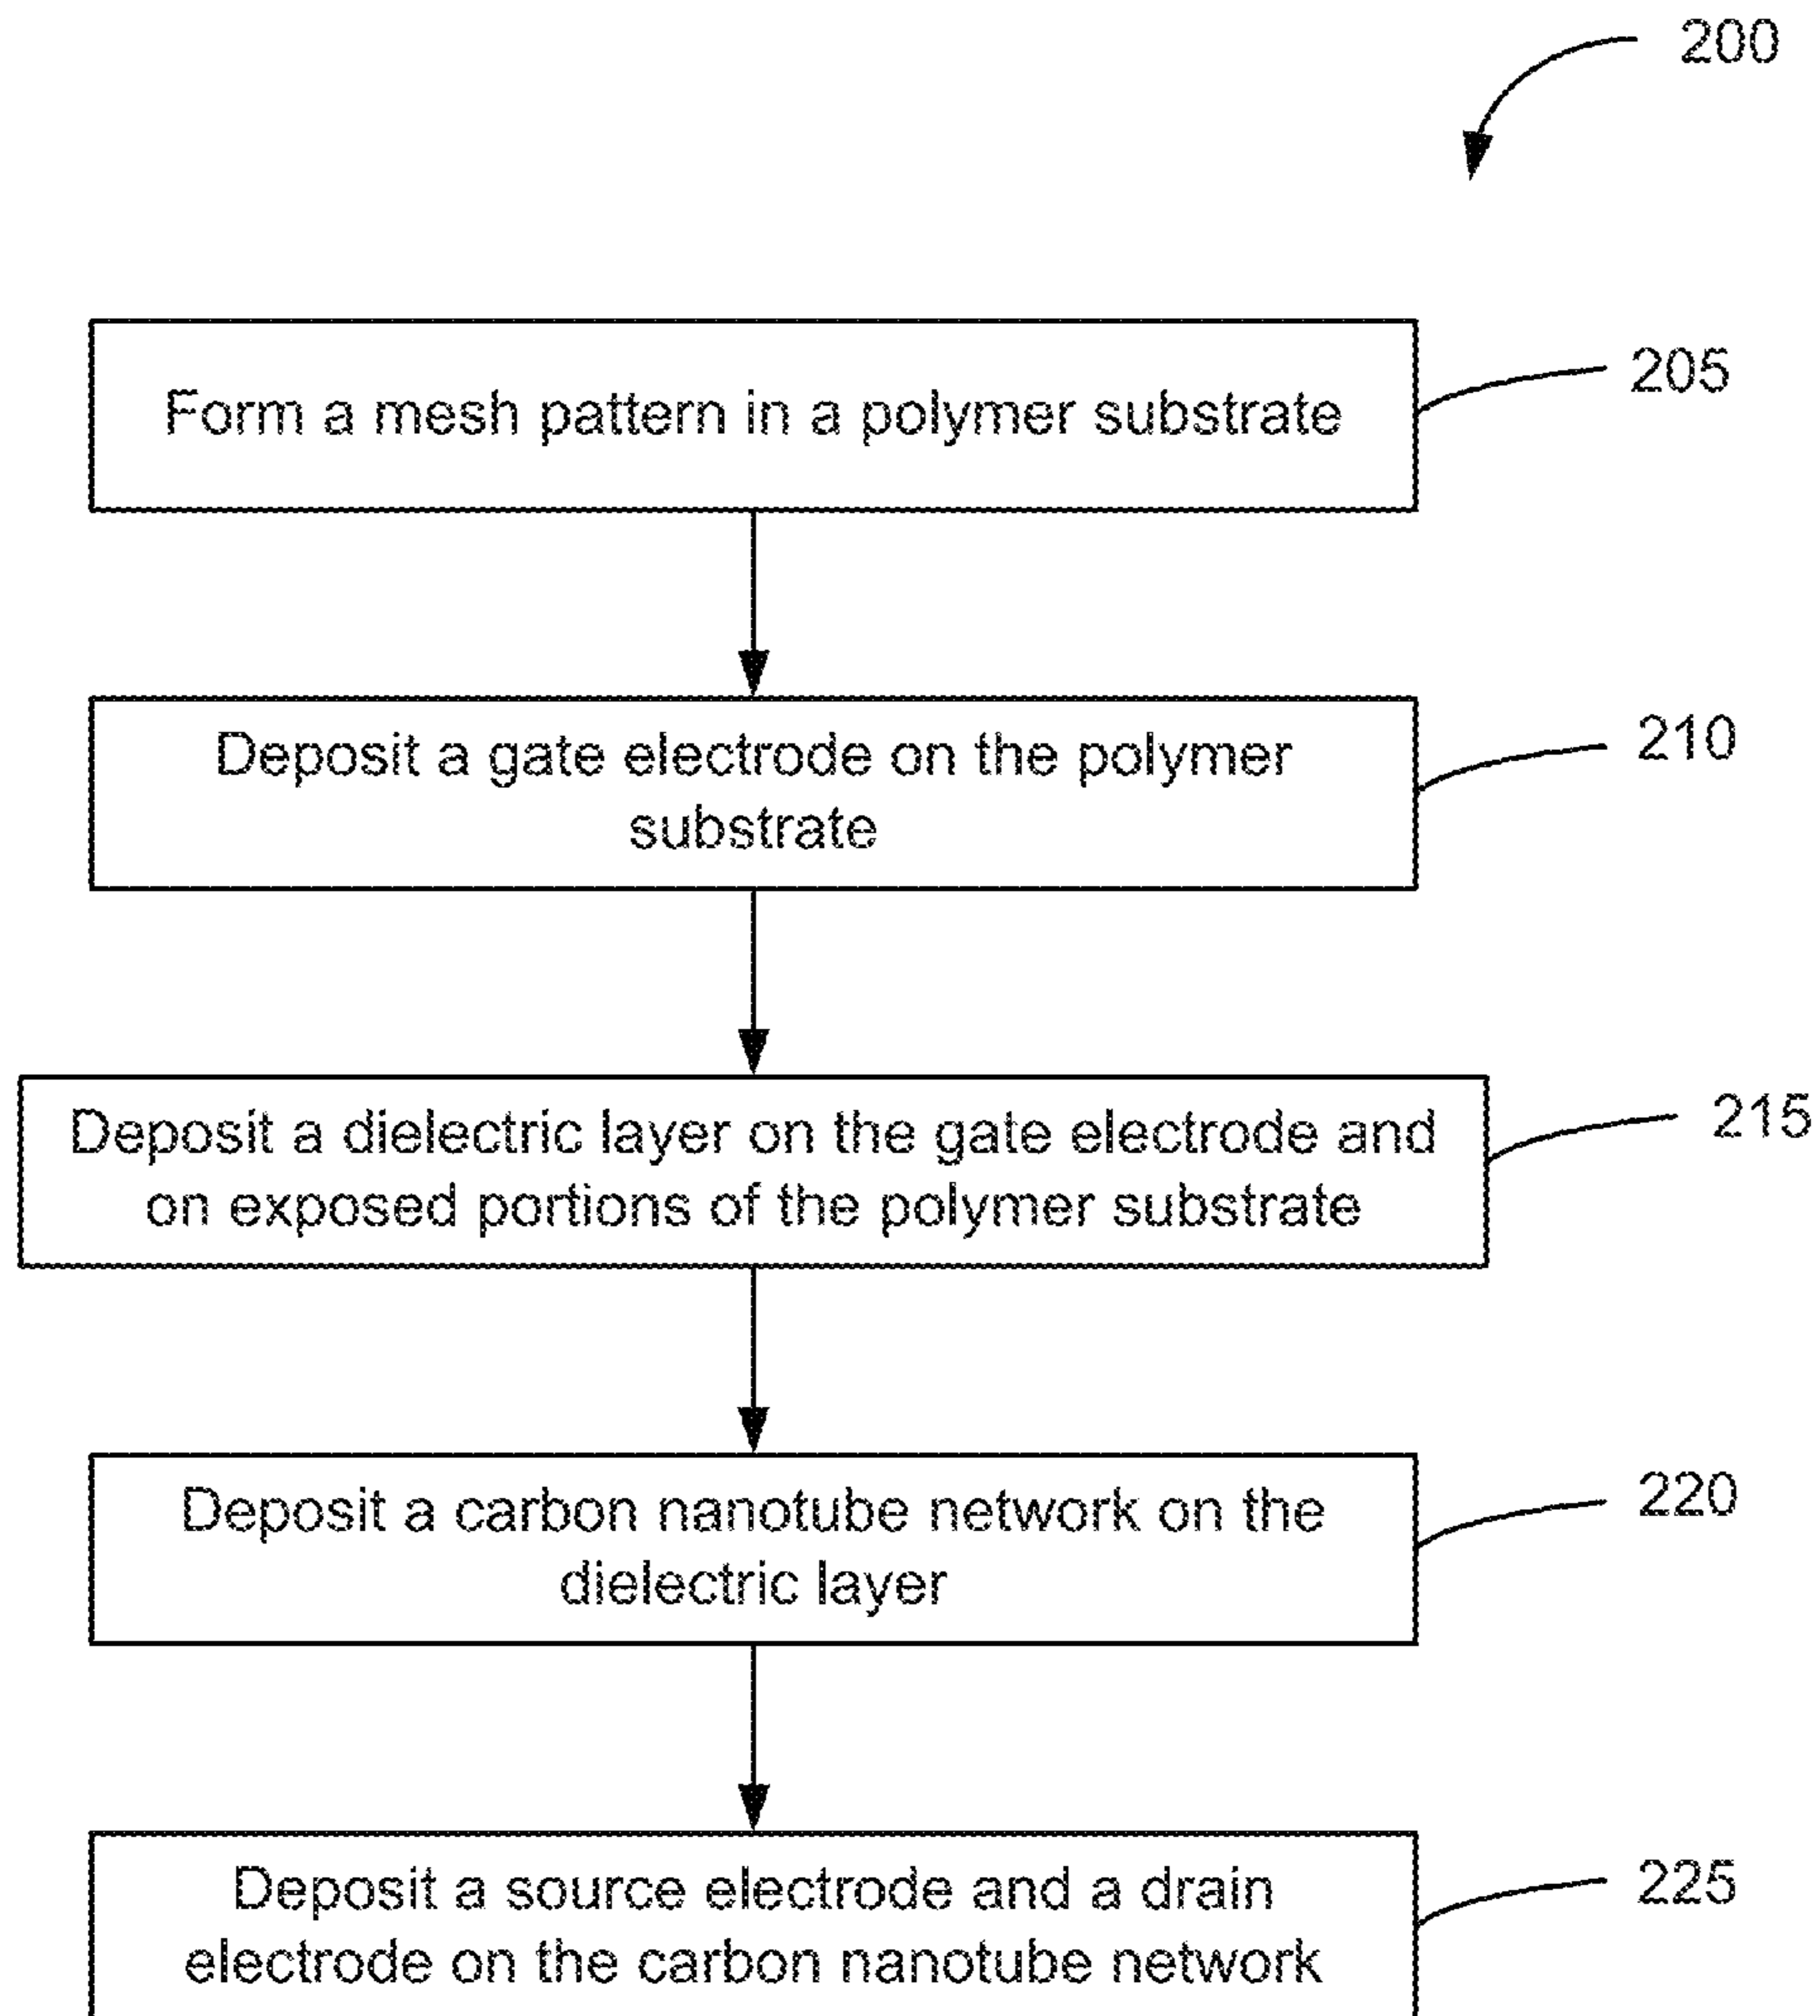 200
Form a mesh pattern in a polymer substrate
205
Deposit a gate electrode on the polymer
substrate
210
Deposit a dielectric layer on the gate electrode and
on exposed portions of the polymer substrate
215
Deposit a carbon nanotube network on the
dielectric layer
220
Deposit a source electrode and a drain
electrode on the carbon nanotube network
225